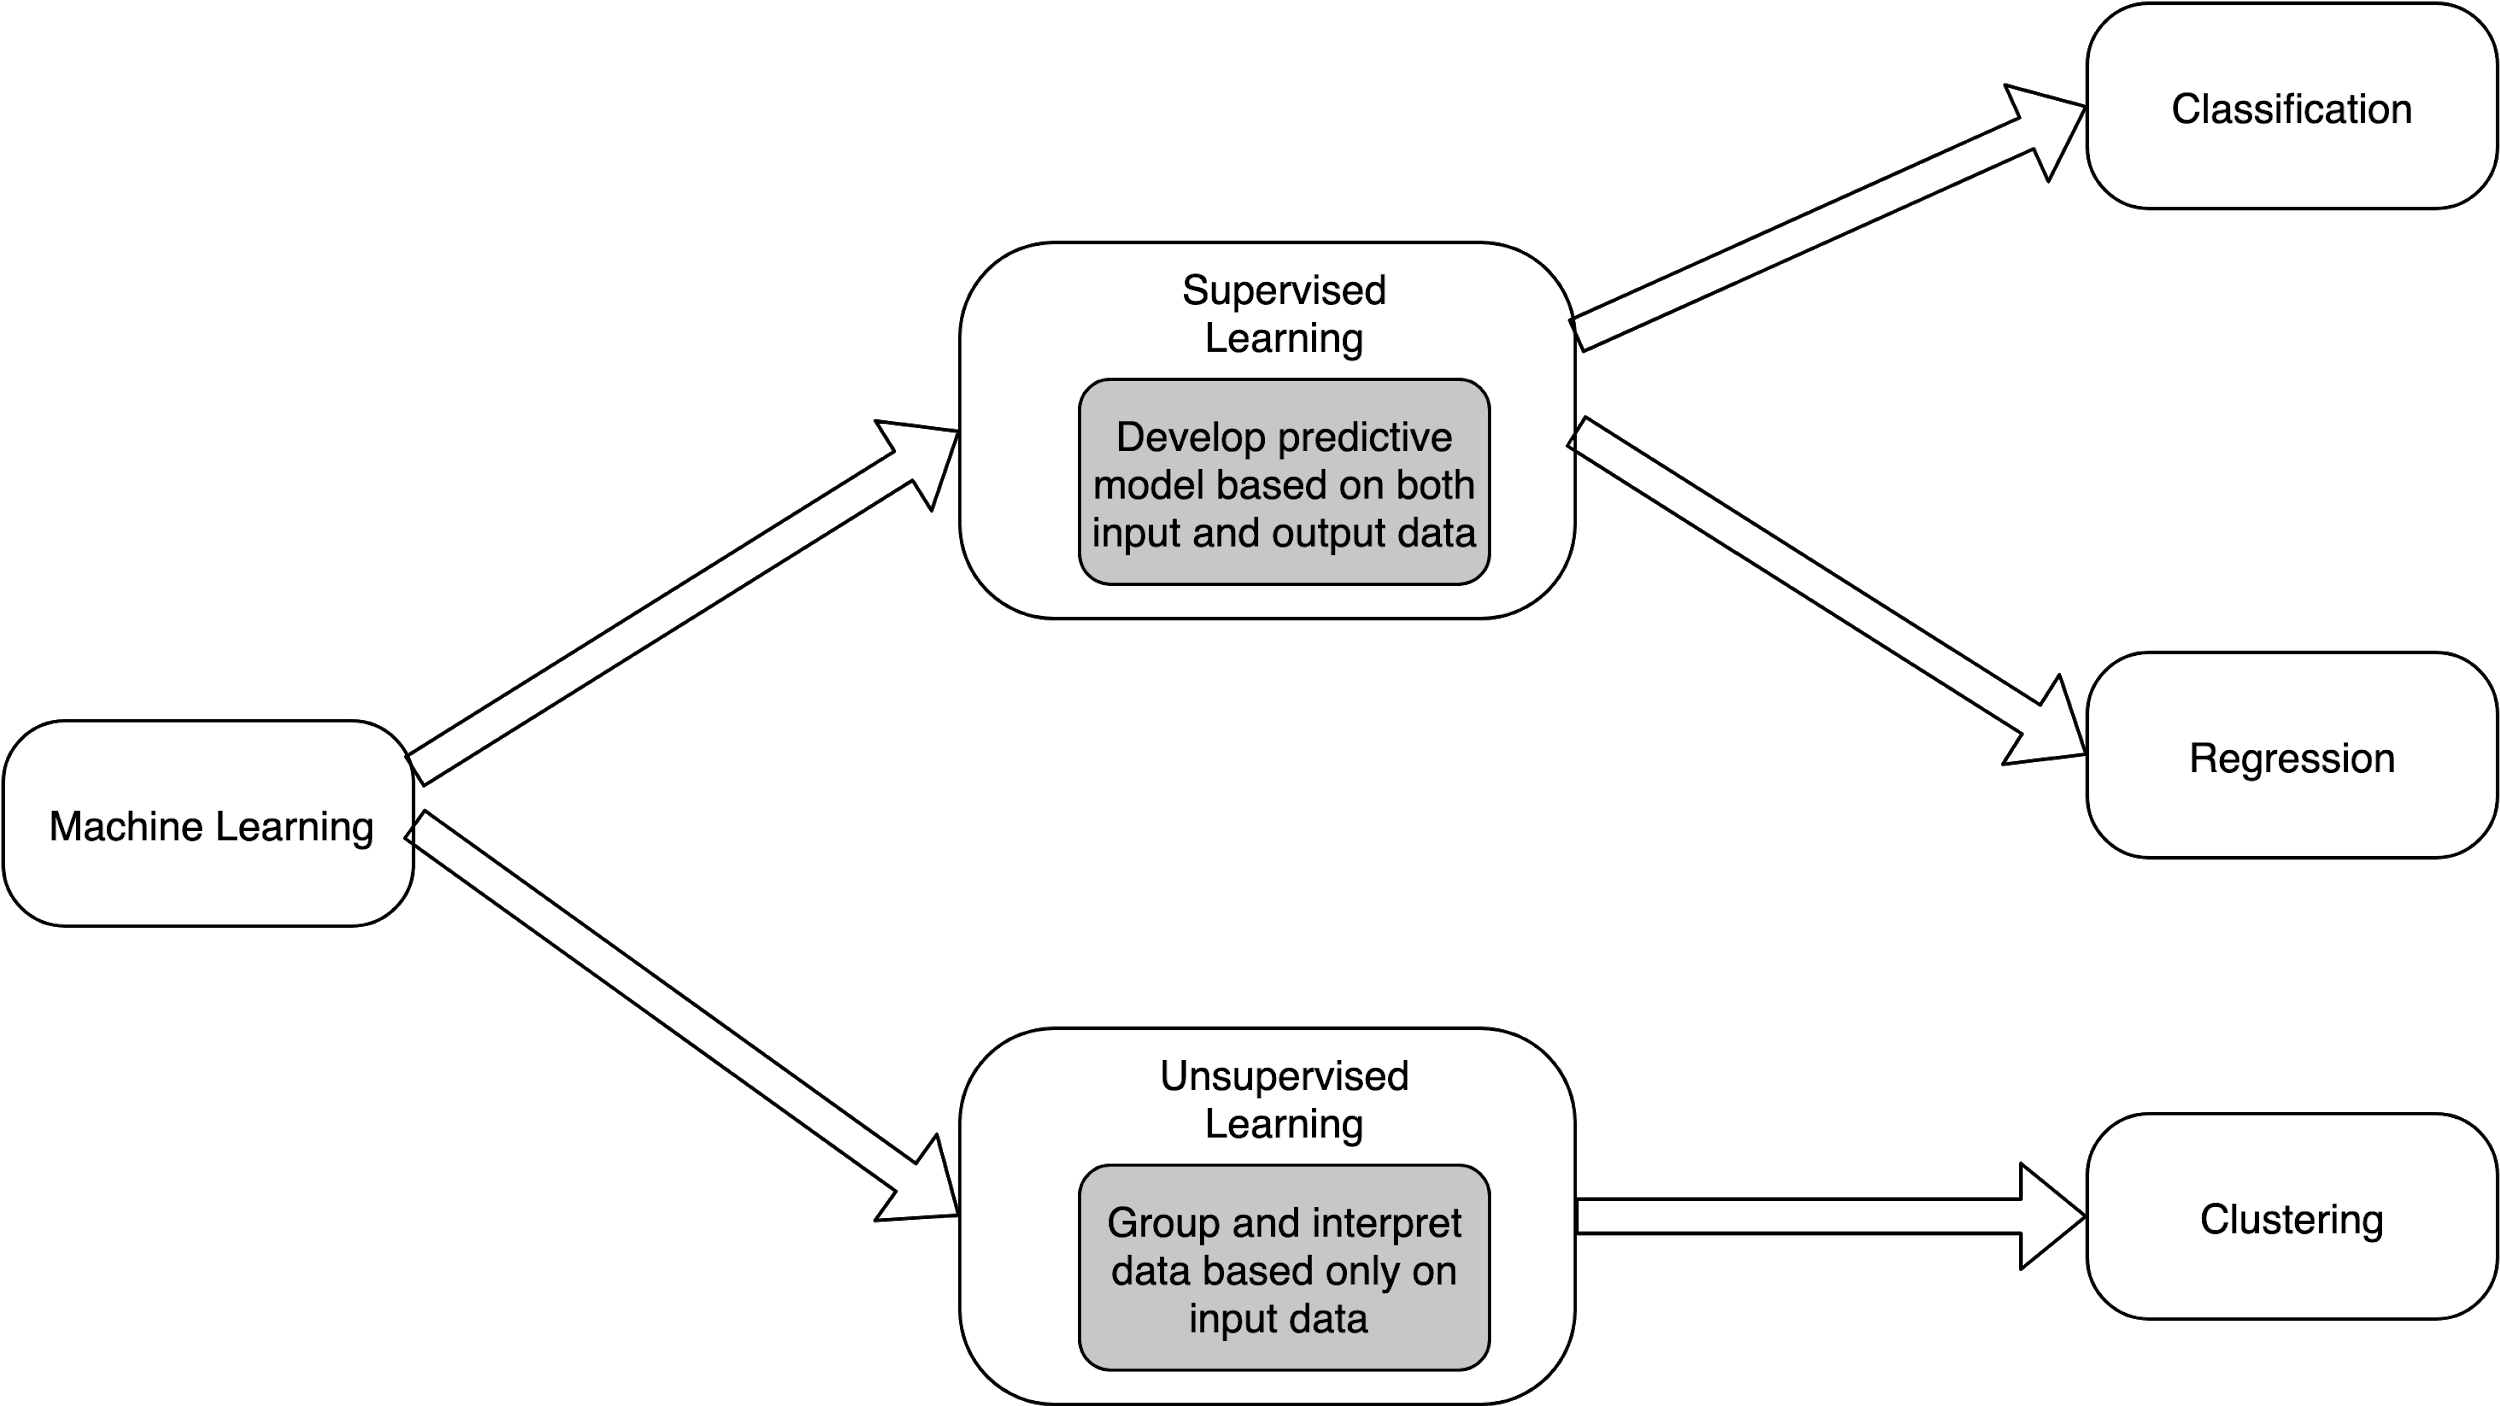 Classification
Supervised
Learning
Develop predictive
model based on both
input and output data
Regression
Machine Learning
Unsupervised
Learning
Group and interpret
data based only on
input data
Clustering